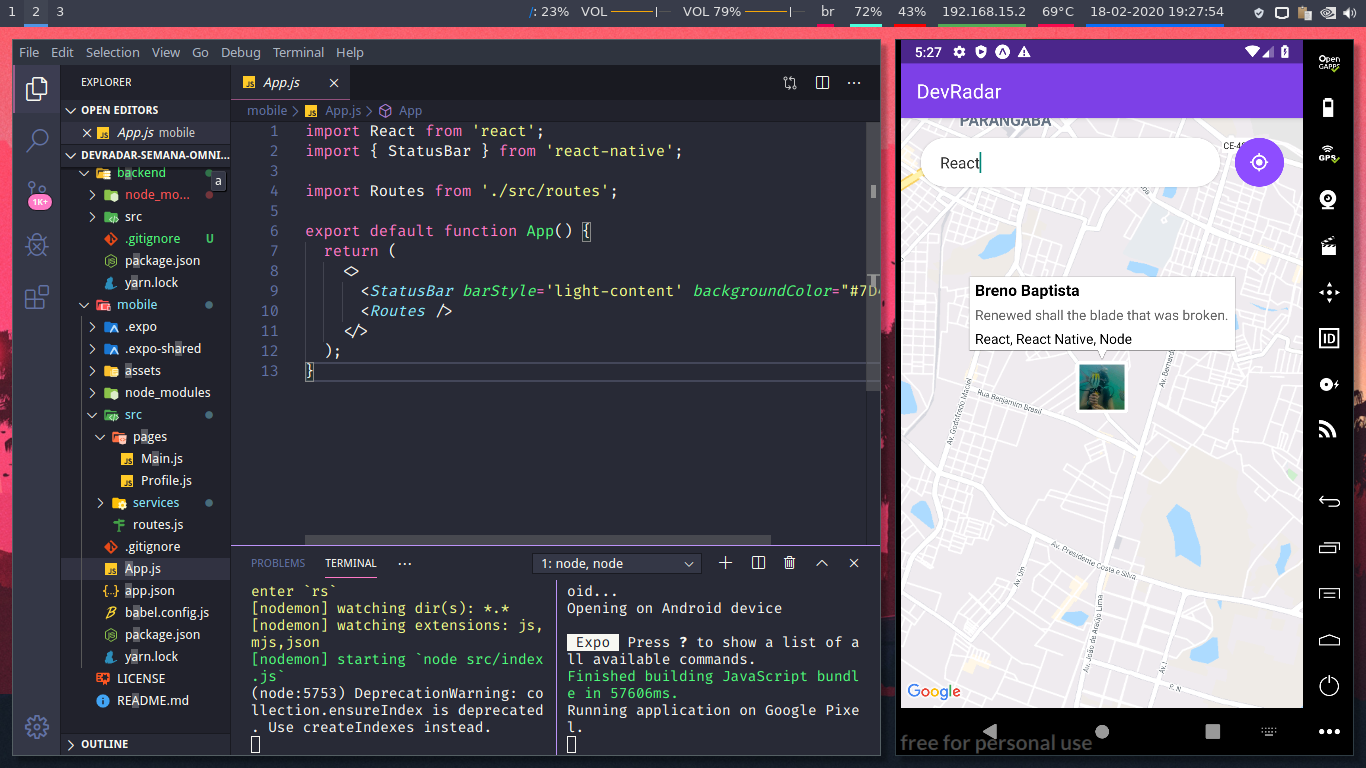 1 2 3
/: 23% VOL VOL 79% br 72% 43% 192.168.15.2 69°C 18-02-2020 19:27:54
File Edit Selection View Go Debug Terminal Help
EXPLORER
OPEN EDITORS
App.js mobile
DEVRADAR-SEMANA-OMNI...
backend
a
node_mo...
src
.gitignore U
package.json
yarn.lock
mobile
.expo
.expo-shared
assets
node_modules
src
pages
Main.js
Profile.js
services
routes.js
.gitignore
App.js
app.json
babel.config.js
package.json
yarn.lock
LICENSE
README.md
OUTLINE
1K+
App.js
mobile > App.js > App
1 import React from 'react';
2 import { StatusBar } from 'react-native';
3
4 import Routes from './src/routes';
5
6 export default function App() {
7 return (
8 <>
9 <StatusBar barStyle='light-content' backgroundColor="#7D4
10 <Routes />
11 </>
12 );
13 }
PROBLEMS TERMINAL ... 1: node, node
enter `rs`
[nodemon] watching dir(s): *.*
[nodemon] watching extensions: js,
mjs,json
[nodemon] starting `node src/index
.js`
(node:5753) DeprecationWarning: co
llection.ensureIndex is deprecated
. Use createIndexes instead.
oid...
Opening on Android device
Expo Press ? to show a list of a
ll available commands.
Finished building JavaScript bundl
e in 57606ms.
Running application on Google Pixe
l.
5:27
DevRadar
PARANGABA
React
Breno Baptista
Renewed shall the blade that was broken.
React, React Native, Node
Rua Benjamim Brasil
Av. Godofredo Maciel
Av. Presidente Costa e Silva
Av. João de Araújo Lima
Google
free for personal use
Open GAPPS
GPS
ID